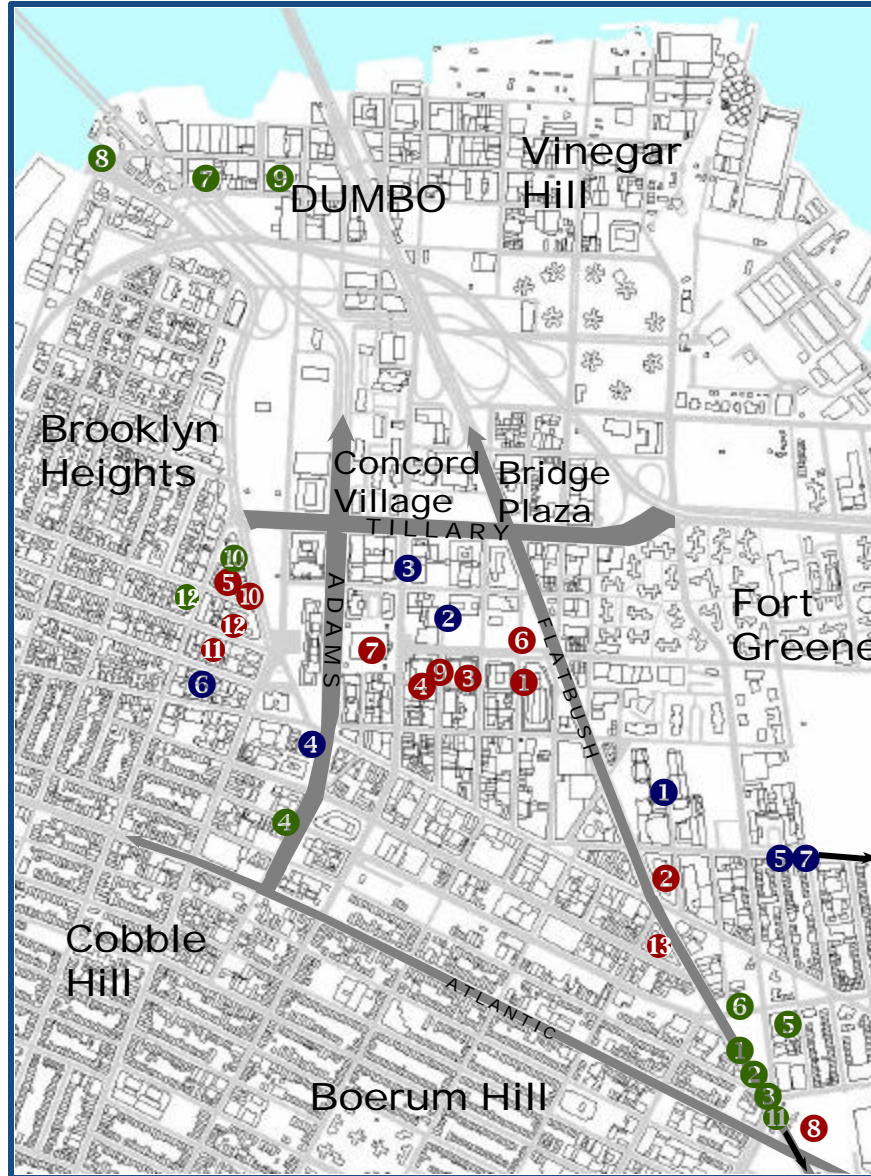 Vinegar
Hill
8
7
9
DUMBO
Brooklyn
Heights
Concord
Village
Bridge
Plaza
TILLARY
10
3
5
10
12
ADAMS
Fort
Greene
2
12
6
FLATBUSH
11
7
6
9
4
3
1
4
1
4
5
7
2
Cobble
Hill
13
ATLANTIC
6
5
1
2
Boerum Hill
3
11
8